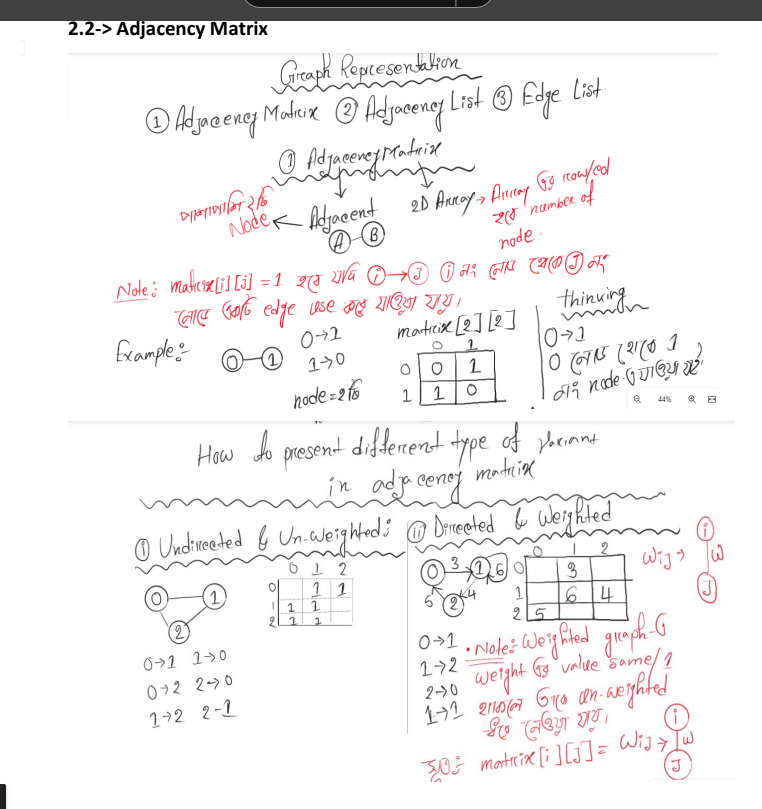 2.2-> Adjacency Matrix
Graph Representation
① Adjacency Matrix ② Adjacency List ③ Edge List
① Adjacency Matrix
পাশাপাশি ২টি
Node ← Adjacent
A B
2D Array → Array এর row/col
হবে number of
node.
Note: matrix[i][j] = 1 হবে যদি i→J i নং নোড থেকে J নং
নোডে একটি edge use করে যাওয়া যায়।
Example:-
0 1
0→1
1→0
node = 2 টি
matrix[2][2]
0 1
0 0 1
1 1 0
thinking
0→1
0 নোড থেকে 1
নং node এ যাওয়া যায়
44%
How to present different type of variant
in adjacency matrix
① Undirected & Un-weighted:
0 1
2
0→1 1→0
0→2 2→0
1→2 2-1
0 1 2
0 1 1
1 1 1
2 1 1
ii Directed & Weighted
0 3 1 6
5 2 4
0 1 2
0 3
1 6 4
2 5
0→1
1→2
2→0
1→1
Wij → i
W
J
Note: Weighted graph-এ
weight এর value same/1
থাকলে তাকে un-weighted
ধরে নেওয়া যায়,
সূত্র: matrix[i][J] = Wij → i
W
J